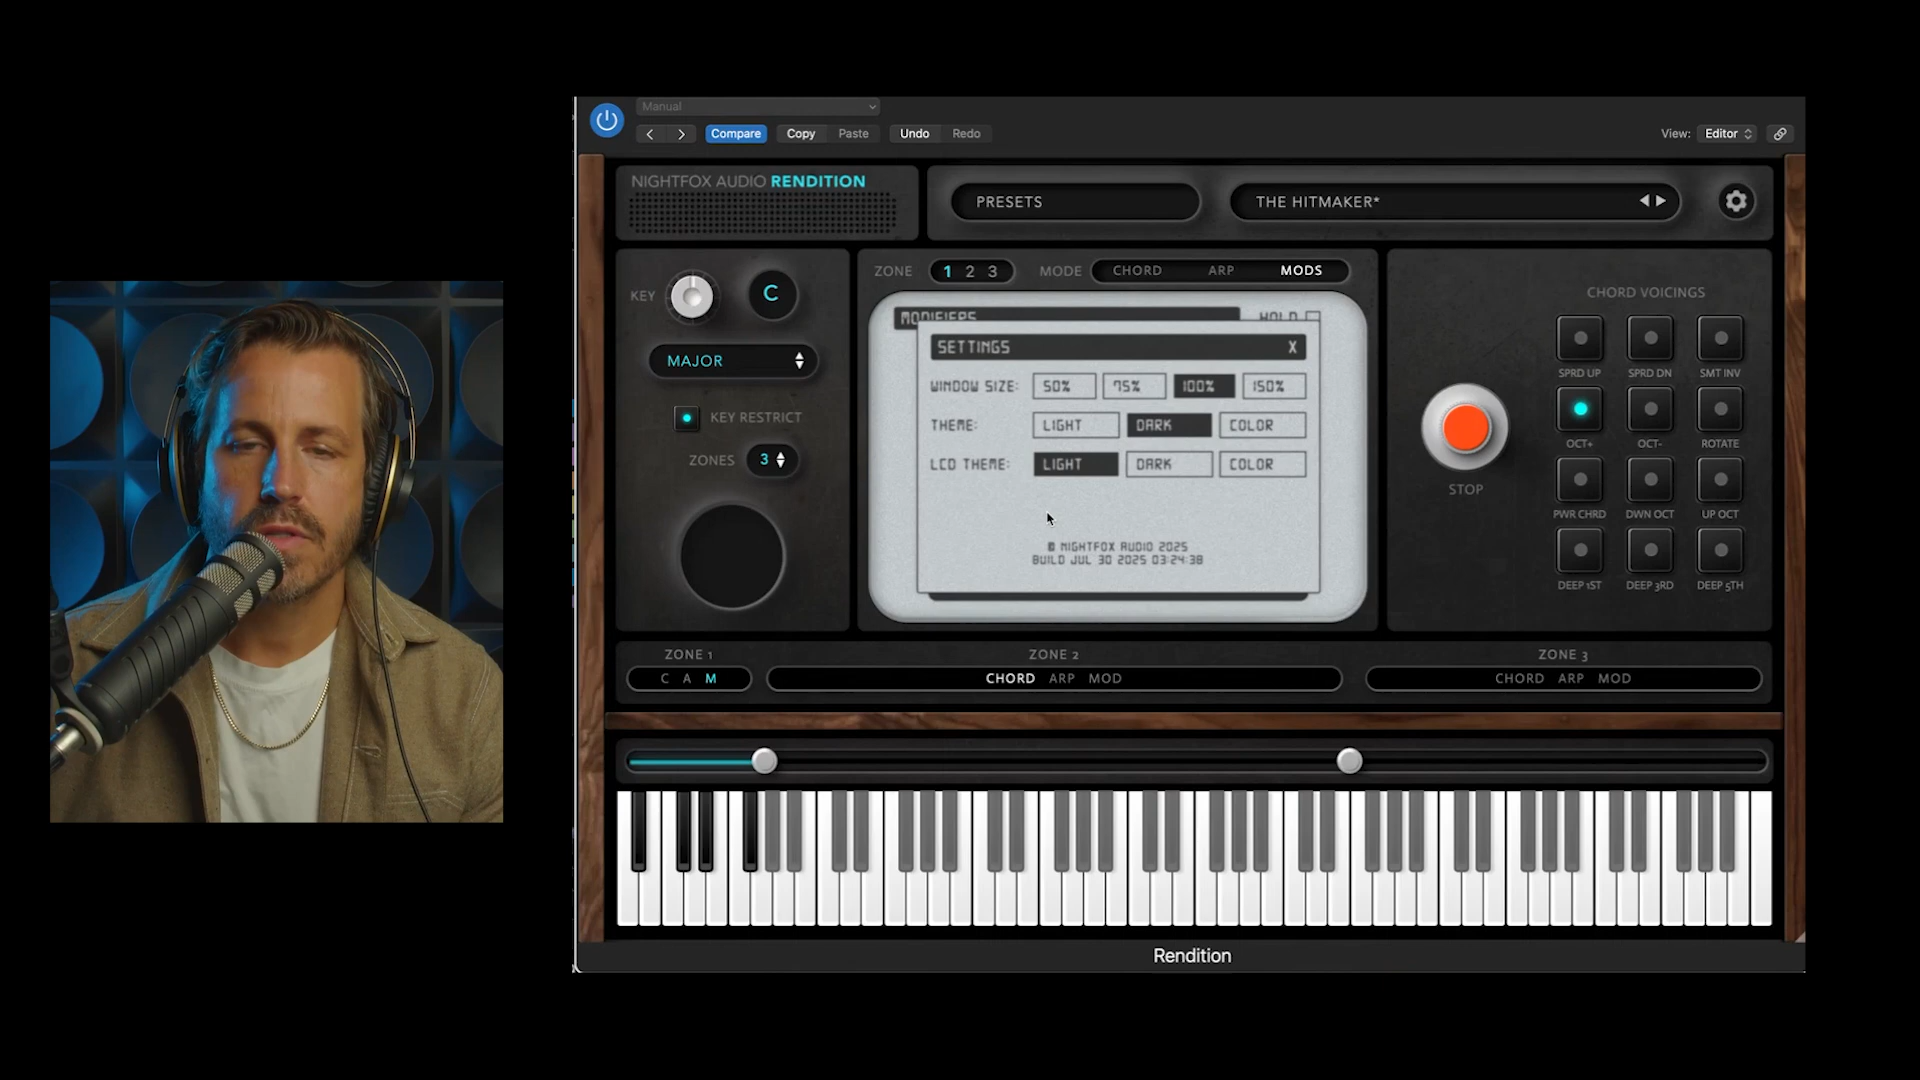 Manual
Compare Copy Paste Undo Redo
View: Editor
NIGHTFOX AUDIO RENDITION
PRESETS
THE HITMAKER*
KEY C
MAJOR
KEY RESTRICT
ZONES 3
ZONE 1 2 3 MODE CHORD ARP MODS
MODIFIERS HOLD
SETTINGS X
WINDOW SIZE: 50% 75% 100% 150%
THEME: LIGHT DARK COLOR
LCD THEME: LIGHT DARK COLOR
© NIGHTFOX AUDIO 2025
BUILD JUL 30 2025 03:24:38
STOP
CHORD VOICINGS
SPRD UP SPRD DN SMT INV
OCT+ OCT- ROTATE
PWR CHRD DWN OCT UP OCT
DEEP 1ST DEEP 3RD DEEP 5TH
ZONE 1 ZONE 2 ZONE 3
C A M CHORD ARP MOD CHORD ARP MOD
Rendition